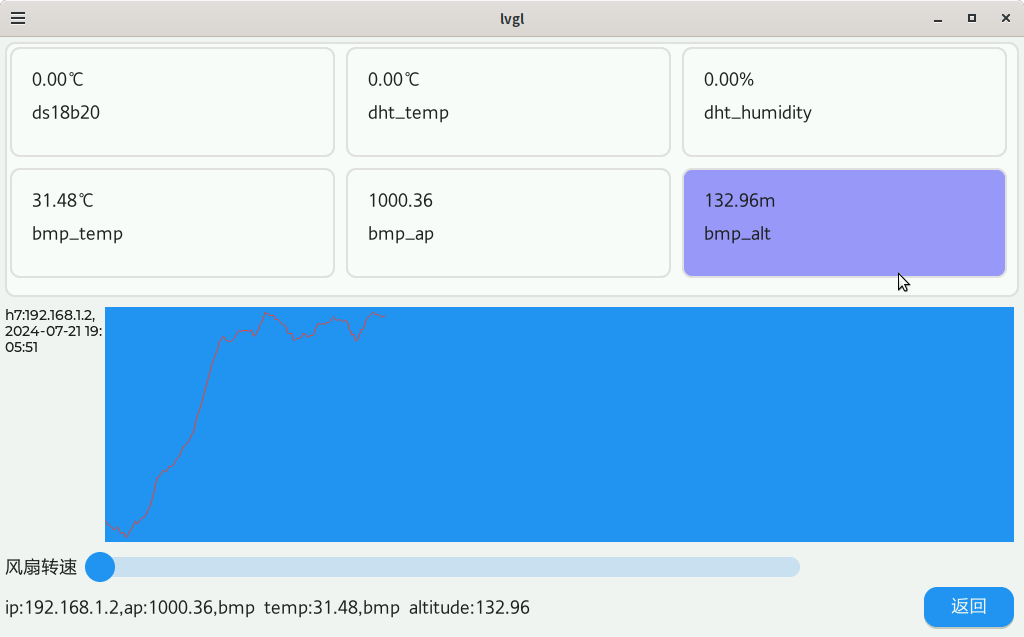 lvgl
0.00℃
ds18b20
0.00℃
dht_temp
0.00%
dht_humidity
31.48℃
bmp_temp
1000.36
bmp_ap
132.96m
bmp_alt
h7:192.168.1.2,
2024-07-21 19:
05:51
风扇转速
ip:192.168.1.2,ap:1000.36,bmp  temp:31.48,bmp  altitude:132.96
返回